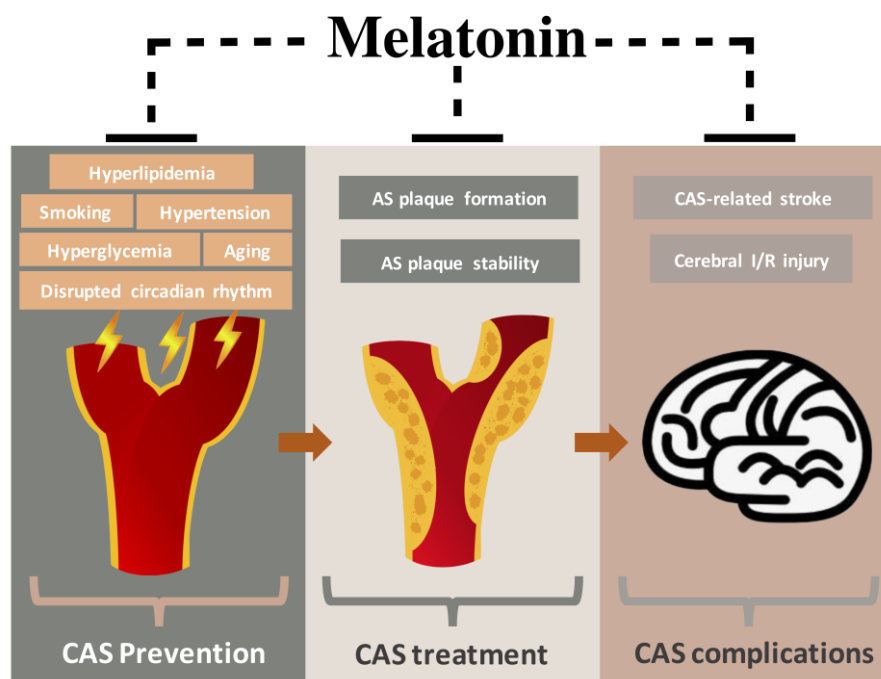 Melatonin
Hyperlipidemia
Smoking
Hypertension
Hyperglycemia
Aging
Disrupted circadian rhythm
CAS Prevention
AS plaque formation
AS plaque stability
CAS treatment
CAS-related stroke
Cerebral I/R injury
CAS complications